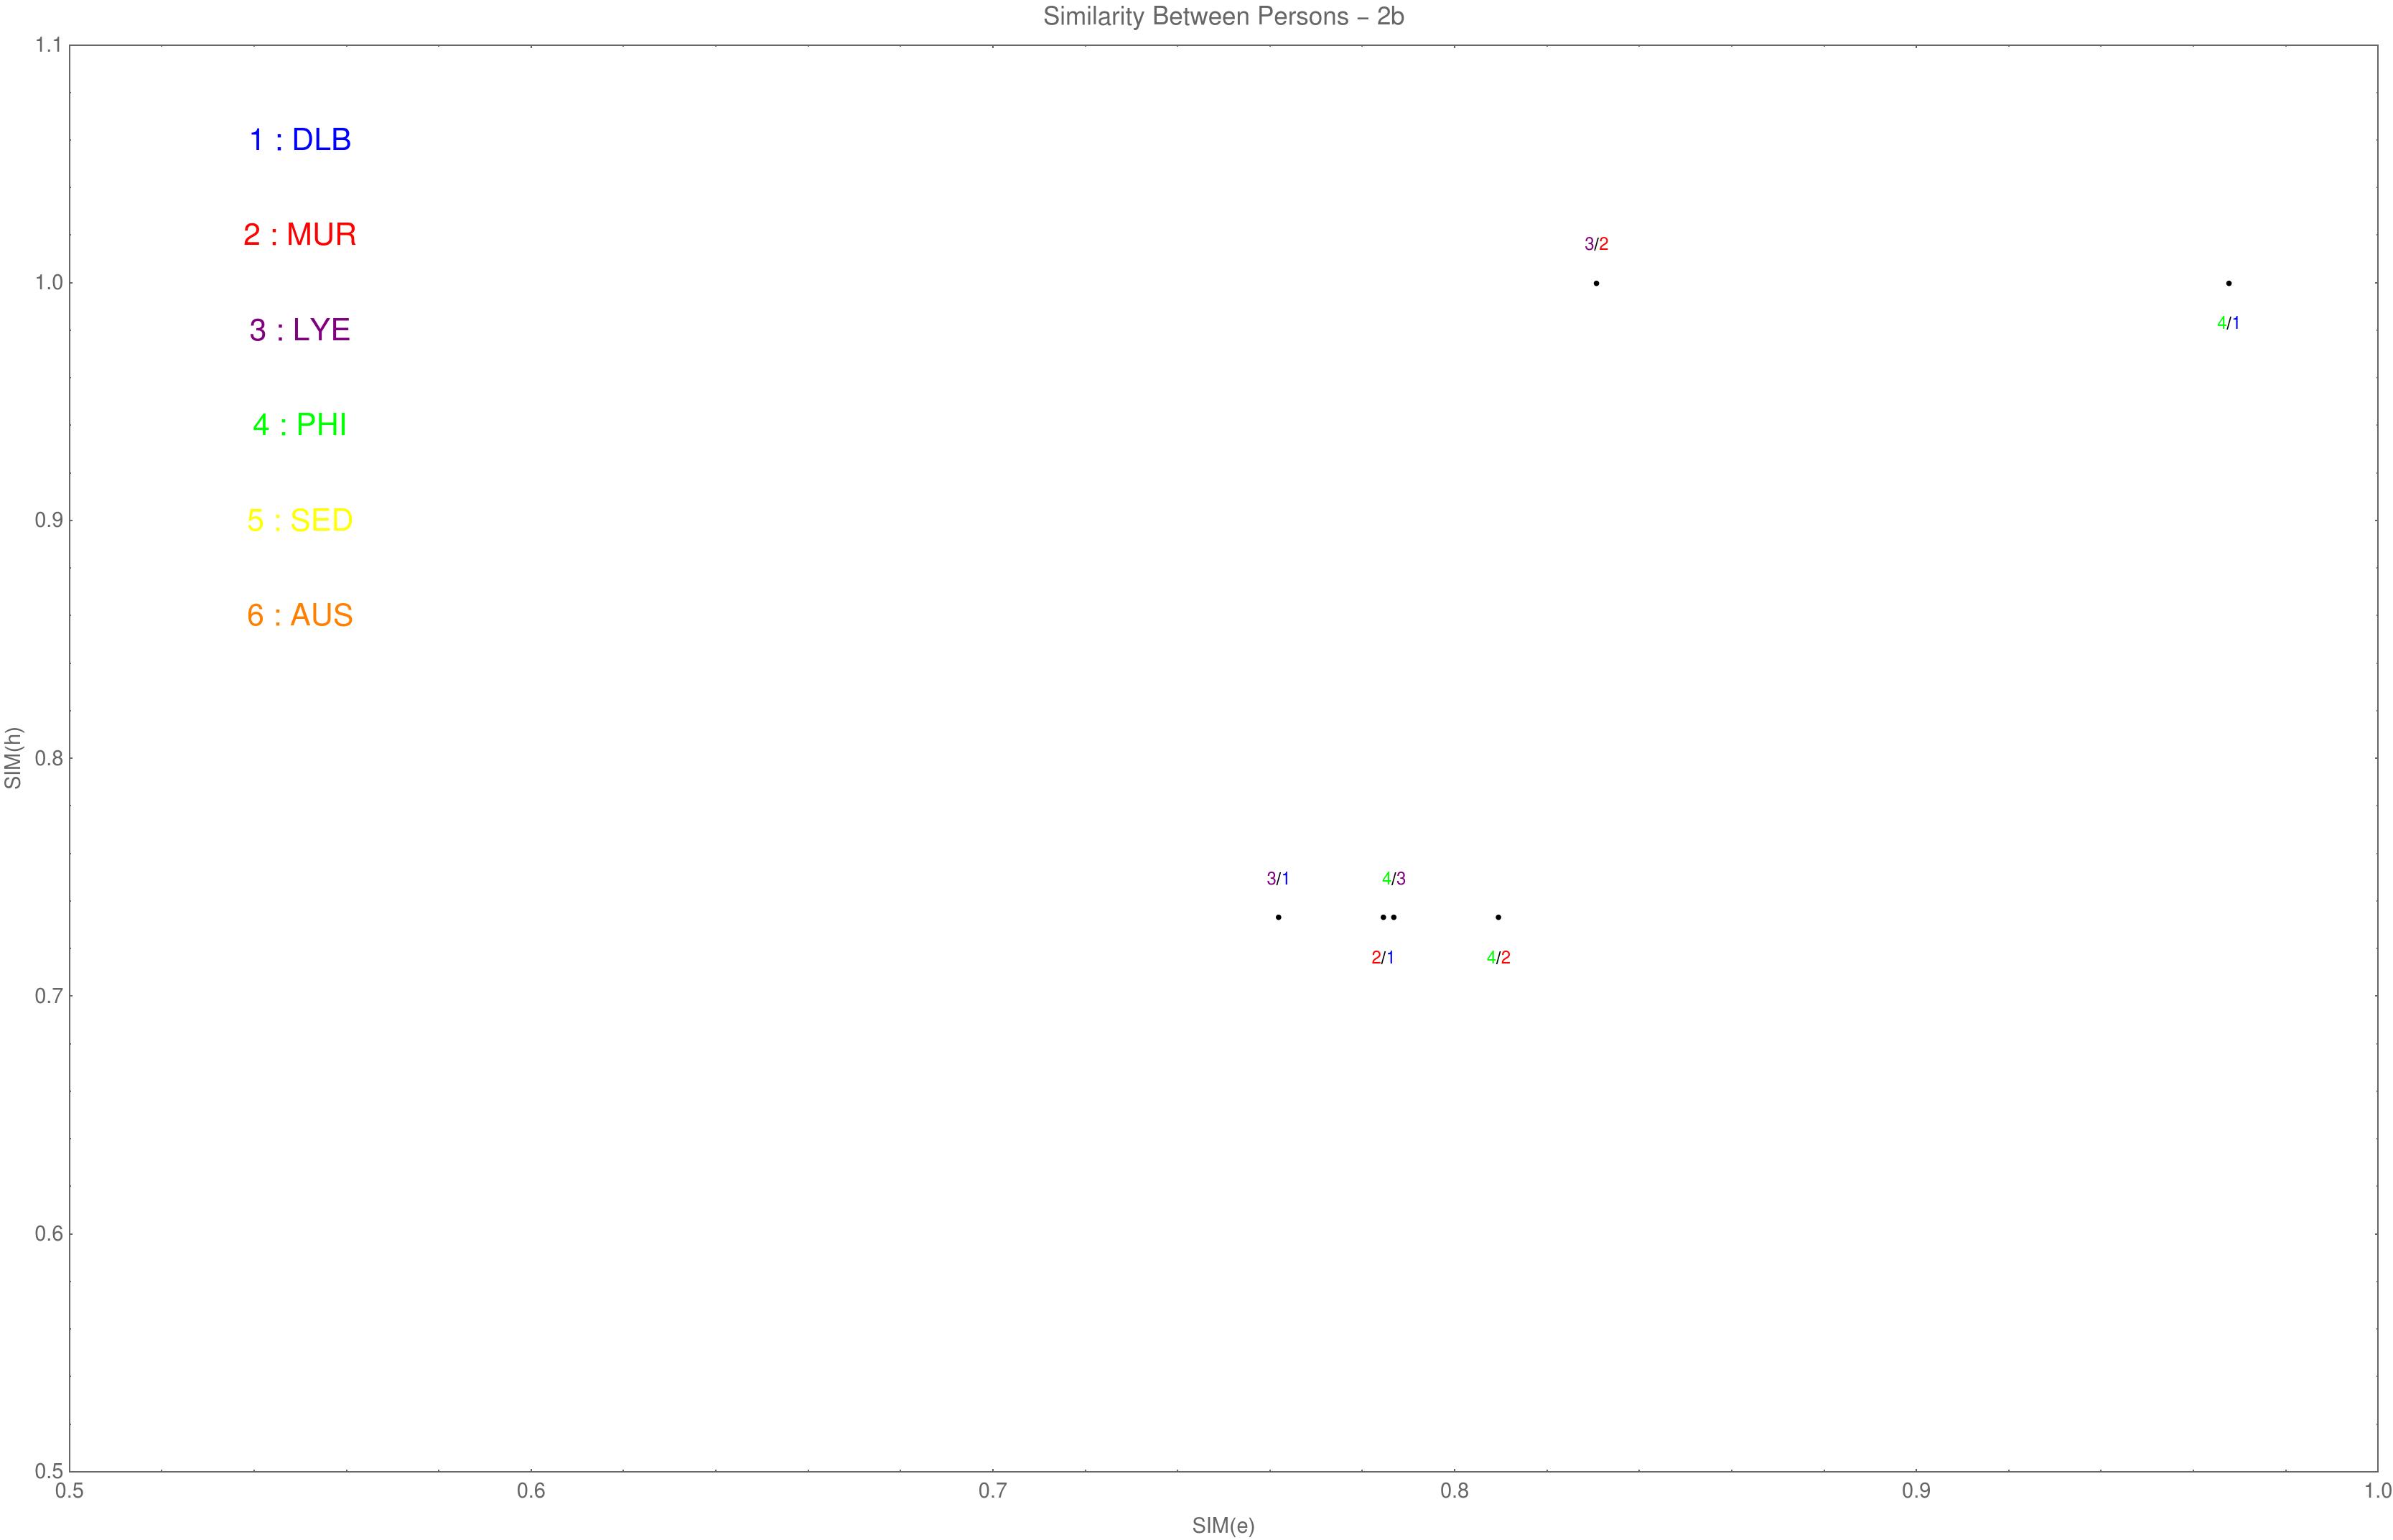 Similarity Between Persons – 2b
1.1
1 : DLB
2 : MUR
3/2
1.0
4/1
3 : LYE
4 : PHI
0.9
5 : SED
6 : AUS
SIM(h)
0.8
3/1 4/3
2/1 4/2
0.7
0.6
0.5
0.5 0.6 0.7 0.8 0.9 1.0
SIM(e)